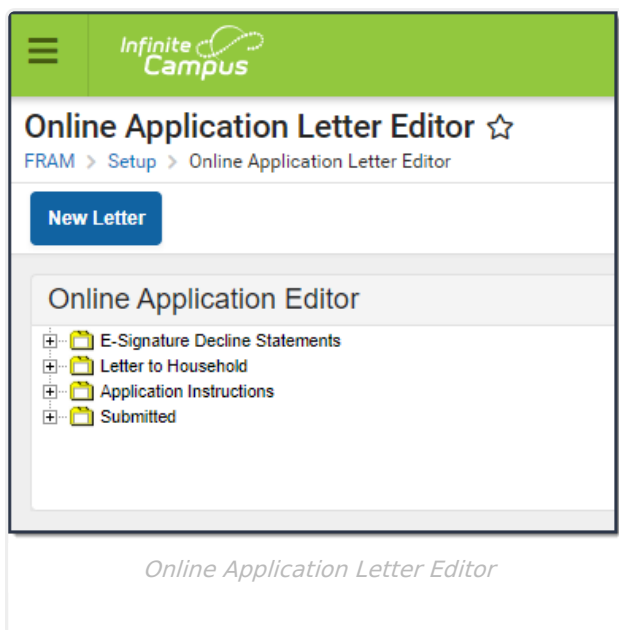 Infinite
Campus
Online Application Letter Editor
FRAM > Setup > Online Application Letter Editor
New Letter
Online Application Editor
E-Signature Decline Statements
Letter to Household
Application Instructions
Submitted
Online Application Letter Editor